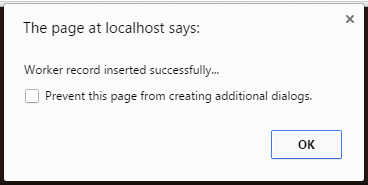 The page at localhost says:
Worker record inserted successfully...
Prevent this page from creating additional dialogs.
OK